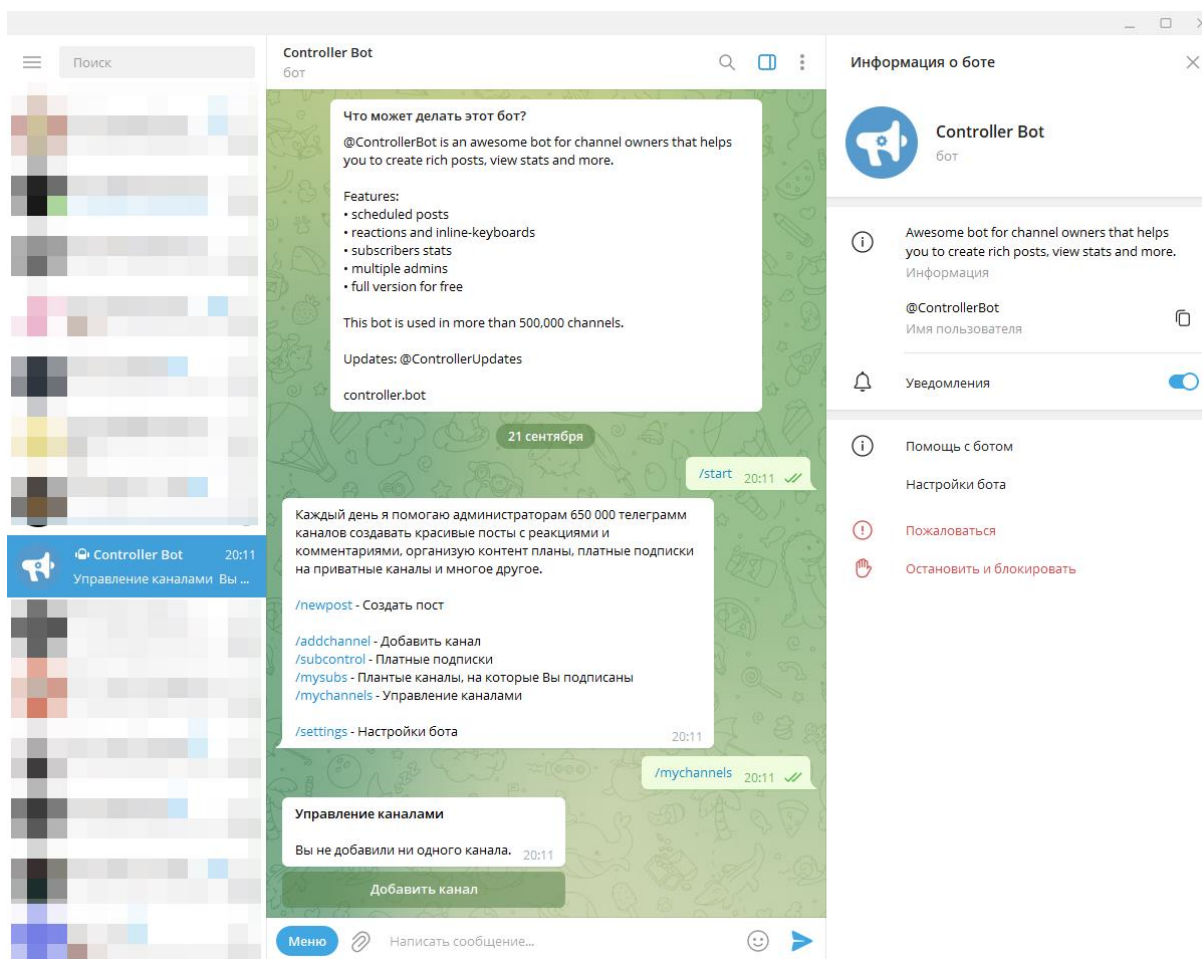 Поиск
Controller Bot
20:11
Управление каналами Вы ...
Controller Bot
бот
Что может делать этот бот?
@ControllerBot is an awesome bot for channel owners that helps
you to create rich posts, view stats and more.
Features:
• scheduled posts
• reactions and inline-keyboards
• subscribers stats
• multiple admins
• full version for free
This bot is used in more than 500,000 channels.
Updates: @ControllerUpdates
controller.bot
21 сентября
/start 20:11
Каждый день я помогаю администраторам 650 000 телеграмм
каналов создавать красивые посты с реакциями и
комментариями, организую контент планы, платные подписки
на приватные каналы и многое другое.
/newpost - Создать пост
/addchannel - Добавить канал
/subcontrol - Платные подписки
/mysubs - Плантые каналы, на которые Вы подписаны
/mychannels - Управление каналами
/settings - Настройки бота
20:11
/mychannels 20:11
Управление каналами
Вы не добавили ни одного канала. 20:11
Добавить канал
Меню
Написать сообщение...
Информация о боте
Controller Bot
бот
Awesome bot for channel owners that helps
you to create rich posts, view stats and more.
Информация
@ControllerBot
Имя пользователя
Уведомления
Помощь с ботом
Настройки бота
Пожаловаться
Остановить и блокировать